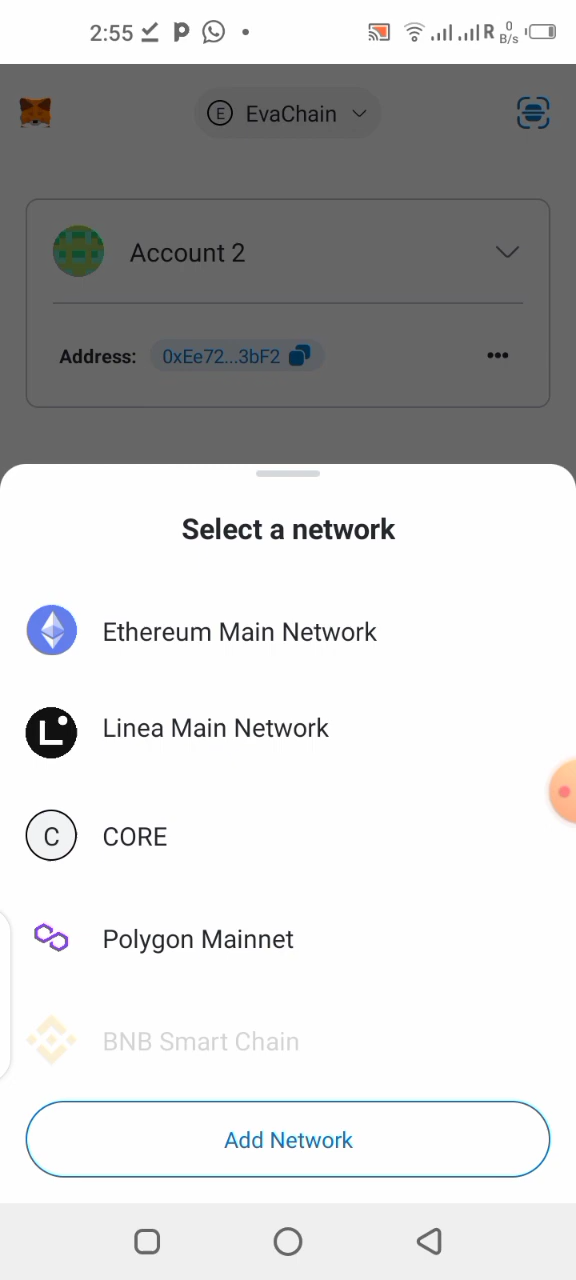 2:55
R 0 B/s
E EvaChain
Account 2
Address: 0xEe72...3bF2
Select a network
Ethereum Main Network
Linea Main Network
C CORE
Polygon Mainnet
BNB Smart Chain
Add Network